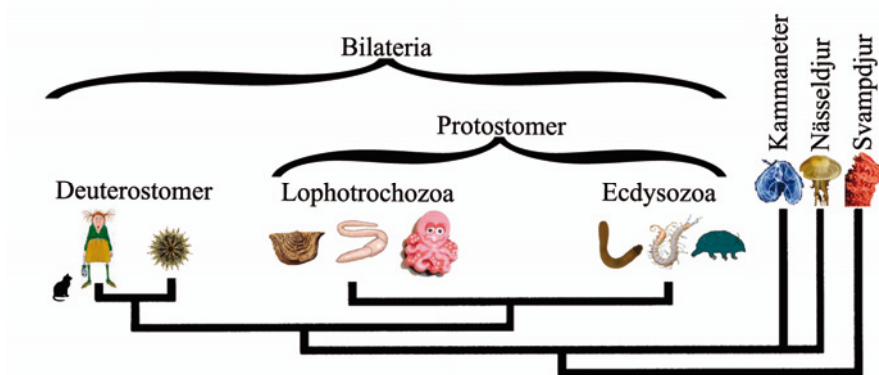 Bilateria
Protostomer
Deuterostomer
Lophotrochozoa
Ecdysozoa
Kammaneter
Nässeldjur
Svampdjur